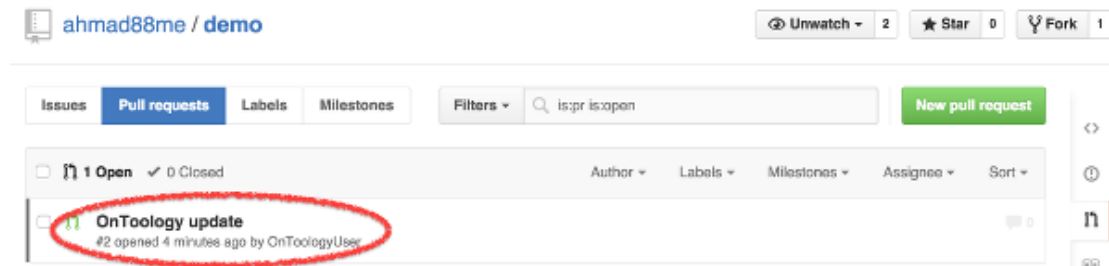 ahmad88me / demo
Unwatch 2 Star 0 Fork 1
Issues Pull requests Labels Milestones Filters is:pr is:open New pull request
1 Open 0 Closed Author Labels Milestones Assignee Sort
OnToology update 0
#2 opened 4 minutes ago by OnToologyUser